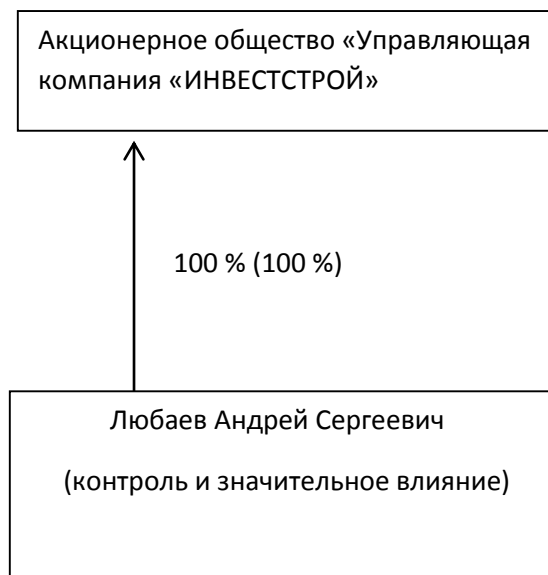 Акционерное общество «Управляющая
компания «ИНВЕСТСТРОЙ»
100 % (100 %)
Любаев Андрей Сергеевич
(контроль и значительное влияние)